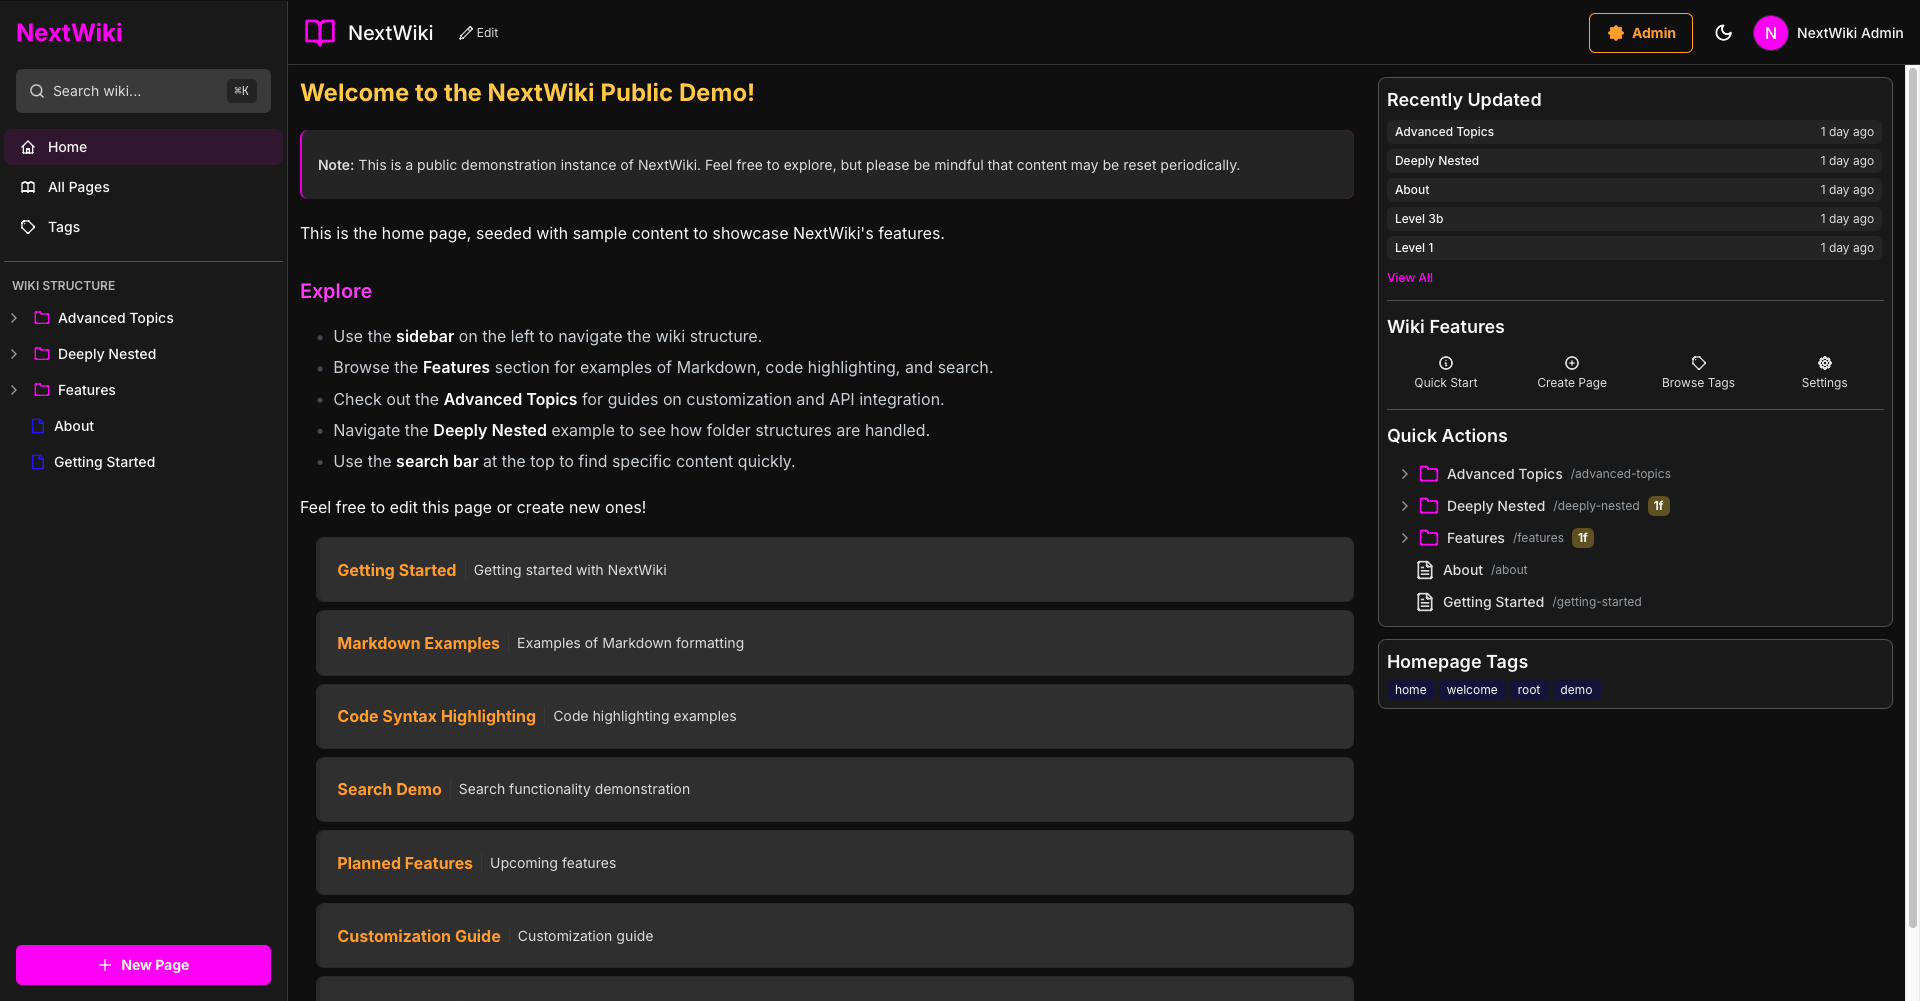 NextWiki
Search wiki... ⌘K
Home
All Pages
Tags
WIKI STRUCTURE
Advanced Topics
Deeply Nested
Features
About
Getting Started
New Page
NextWiki Edit
Admin N NextWiki Admin
Welcome to the NextWiki Public Demo!
Note: This is a public demonstration instance of NextWiki. Feel free to explore, but please be mindful that content may be reset periodically.
This is the home page, seeded with sample content to showcase NextWiki's features.
Explore
Use the sidebar on the left to navigate the wiki structure.
Browse the Features section for examples of Markdown, code highlighting, and search.
Check out the Advanced Topics for guides on customization and API integration.
Navigate the Deeply Nested example to see how folder structures are handled.
Use the search bar at the top to find specific content quickly.
Feel free to edit this page or create new ones!
Getting Started Getting started with NextWiki
Markdown Examples Examples of Markdown formatting
Code Syntax Highlighting Code highlighting examples
Search Demo Search functionality demonstration
Planned Features Upcoming features
Customization Guide Customization guide
Recently Updated
Advanced Topics 1 day ago
Deeply Nested 1 day ago
About 1 day ago
Level 3b 1 day ago
Level 1 1 day ago
View All
Wiki Features
Quick Start Create Page Browse Tags Settings
Quick Actions
Advanced Topics /advanced-topics
Deeply Nested /deeply-nested 1f
Features /features 1f
About /about
Getting Started /getting-started
Homepage Tags
home welcome root demo